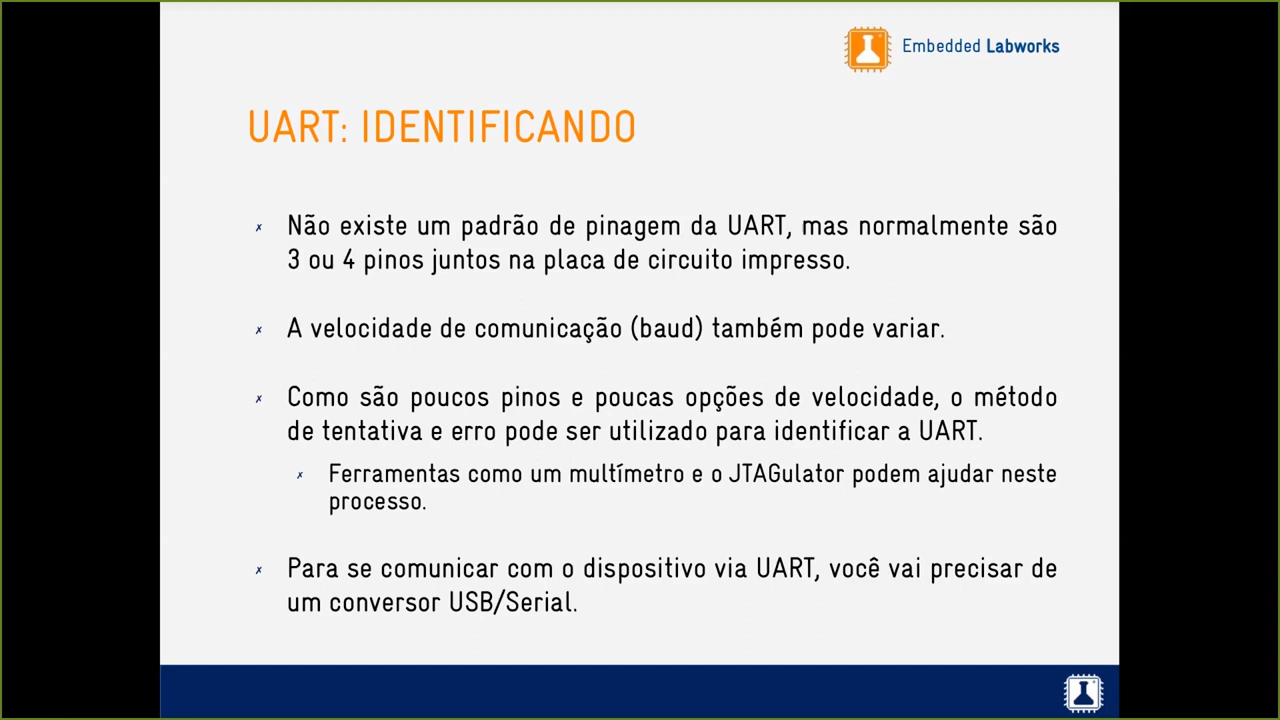 Embedded Labworks
UART: IDENTIFICANDO
✗ Não existe um padrão de pinagem da UART, mas normalmente são
3 ou 4 pinos juntos na placa de circuito impresso.
✗ A velocidade de comunicação (baud) também pode variar.
✗ Como são poucos pinos e poucas opções de velocidade, o método
de tentativa e erro pode ser utilizado para identificar a UART.
✗ Ferramentas como um multímetro e o JTAGulator podem ajudar neste
processo.
✗ Para se comunicar com o dispositivo via UART, você vai precisar de
um conversor USB/Serial.